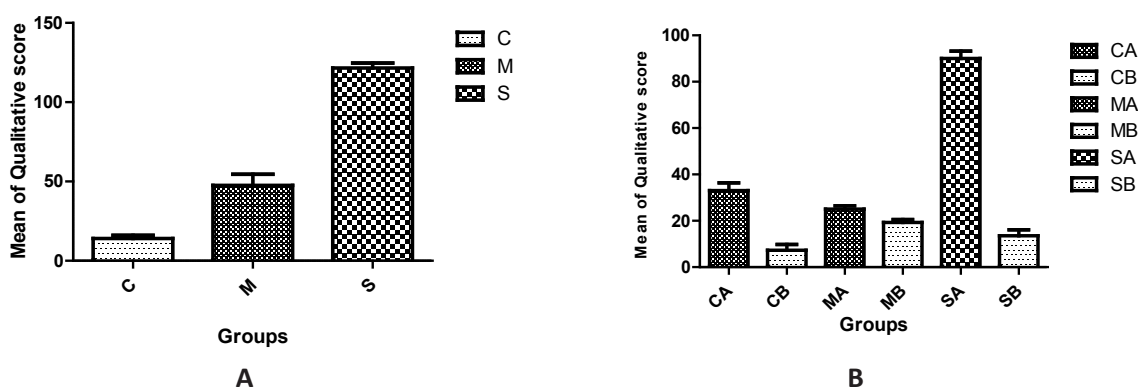 Mean of Qualitative score
150
100
50
0
C
M
S
Groups
C
M
S
A
Mean of Qualitative score
100
80
60
40
20
0
CA
CB
MA
MB
SA
SB
Groups
CA
CB
MA
MB
SA
SB
B